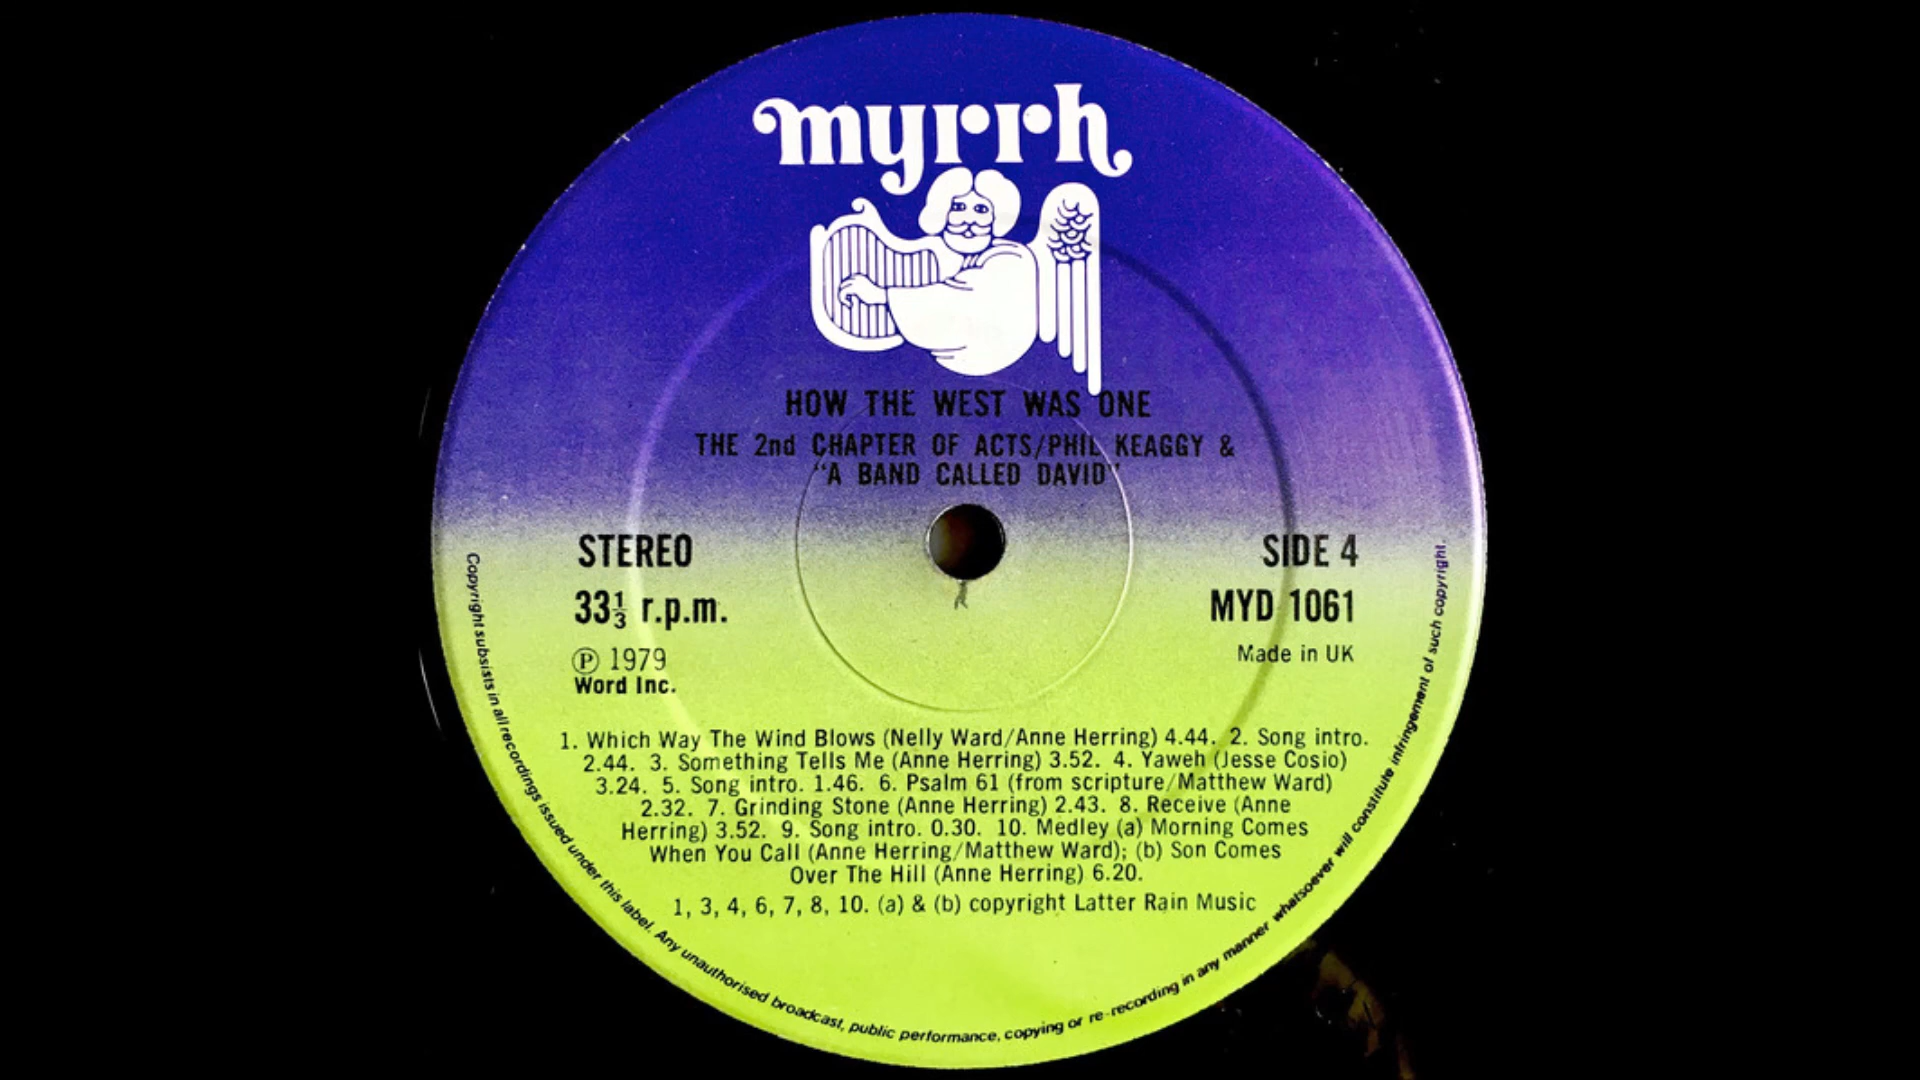 myrrh
HOW THE WEST WAS ONE
THE 2nd CHAPTER OF ACTS/PHIL KEAGGY &
"A BAND CALLED DAVID"
STEREO
SIDE 4
33⅓ r.p.m.
MYD 1061
℗ 1979
Made in UK
Word Inc.
1. Which Way The Wind Blows (Nelly Ward/Anne Herring) 4.44. 2. Song intro.
2.44. 3. Something Tells Me (Anne Herring) 3.52. 4. Yaweh (Jesse Cosio)
3.24. 5. Song intro. 1.46. 6. Psalm 61 (from scripture/Matthew Ward)
2.32. 7. Grinding Stone (Anne Herring) 2.43. 8. Receive (Anne
Herring) 3.52. 9. Song intro. 0.30. 10. Medley (a) Morning Comes
When You Call (Anne Herring/Matthew Ward); (b) Son Comes
Over The Hill (Anne Herring) 6.20.
1, 3, 4, 6, 7, 8, 10. (a) & (b) copyright Latter Rain Music
Copyright subsists in all recordings issued under this label. Any unauthorised broadcast, public performance, copying or re-recording in any manner whatsoever will constitute infringement of such copyright.